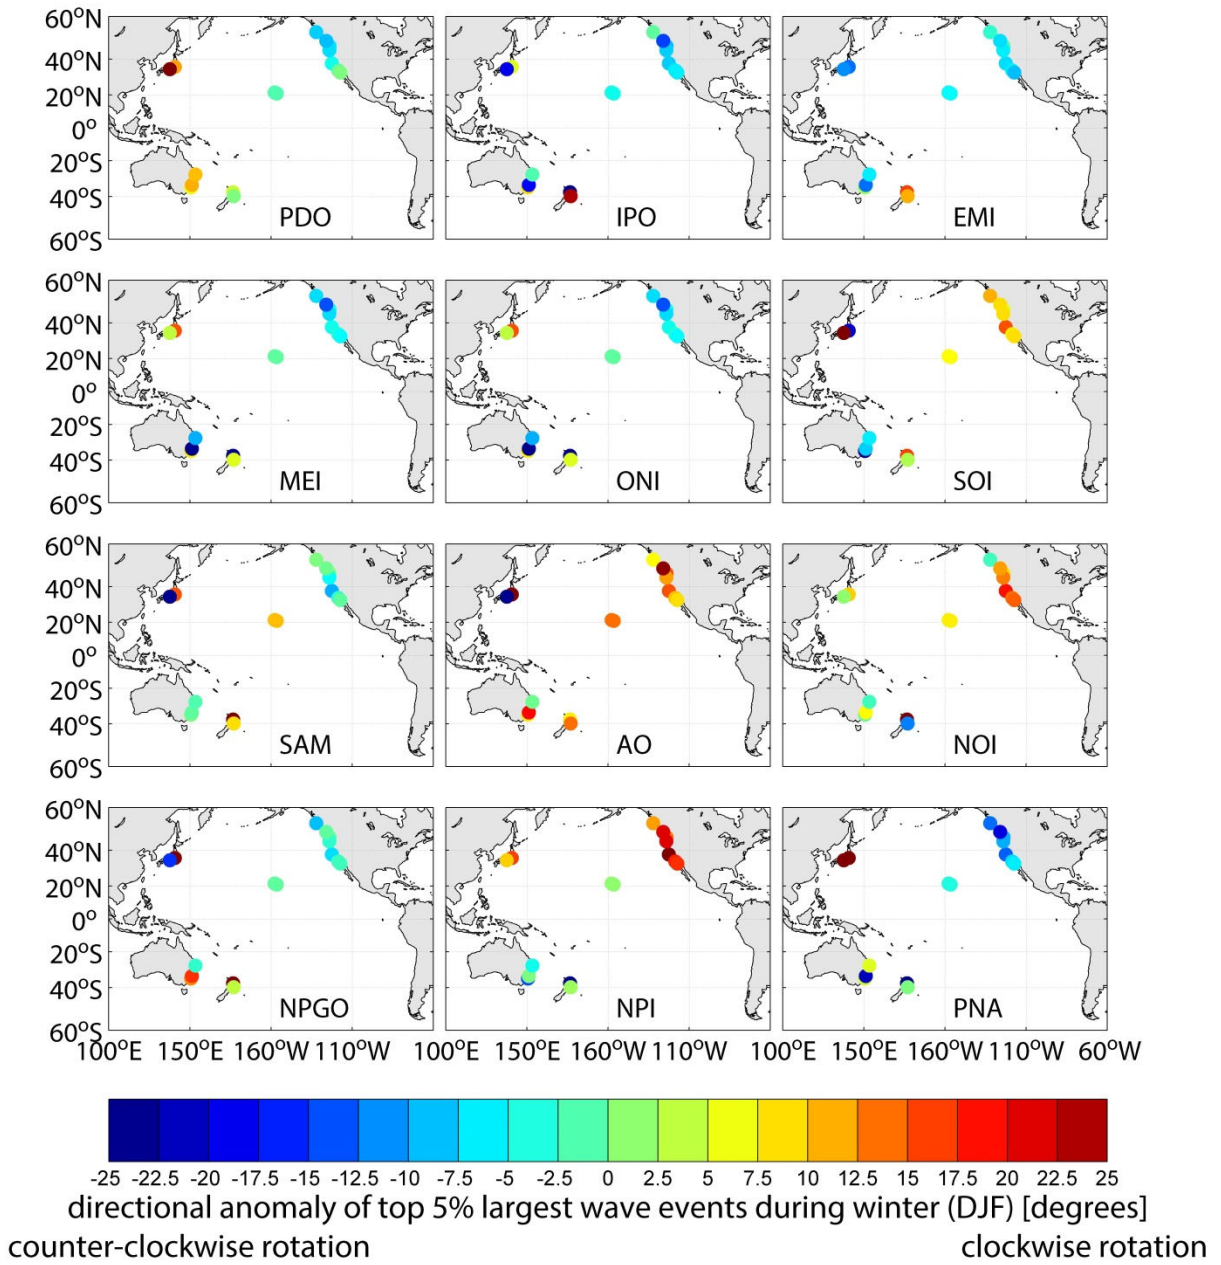 60°N
40°N
20°N
0°
20°S
40°S
60°S
PDO
IPO
EMI
60°N
40°N
20°N
0°
20°S
40°S
60°S
MEI
ONI
SOI
60°N
40°N
20°N
0°
20°S
40°S
60°S
SAM
AO
NOI
60°N
40°N
20°N
0°
20°S
40°S
60°S
NPGO
NPI
PNA
100°E 150°E 160°W 110°W 100°E 150°E 160°W 110°W 100°E 150°E 160°W 110°W 60°W
-25 -22.5 -20 -17.5 -15 -12.5 -10 -7.5 -5 -2.5 0 2.5 5 7.5 10 12.5 15 17.5 20 22.5 25
directional anomaly of top 5% largest wave events during winter (DJF) [degrees]
counter-clockwise rotation clockwise rotation